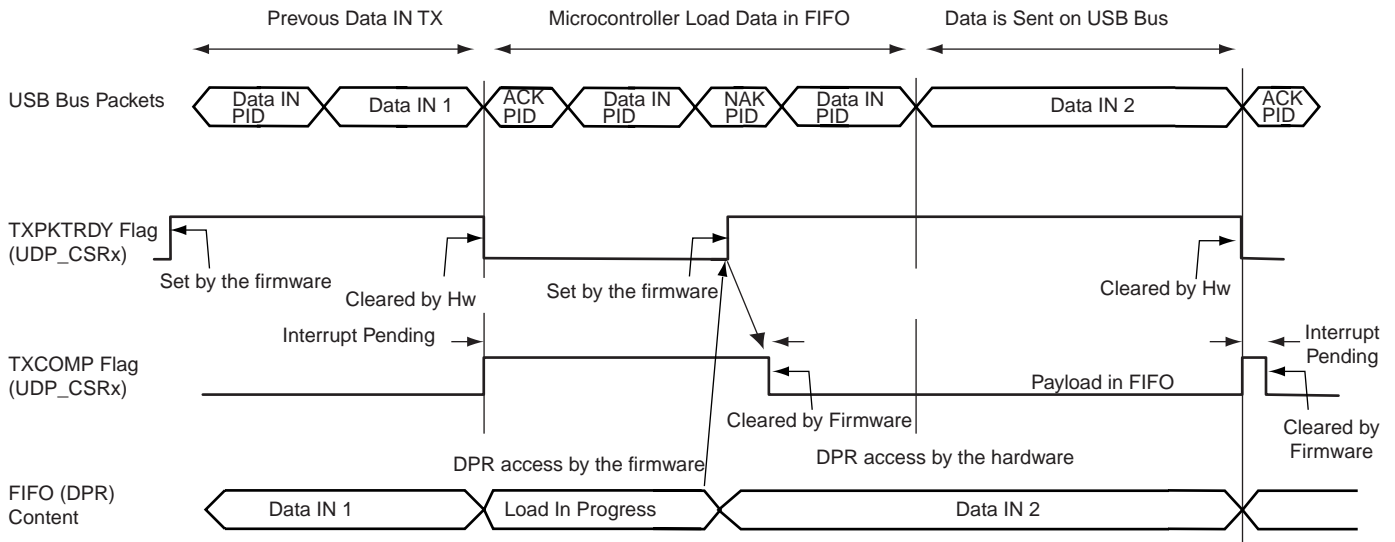 Prevous Data IN TX
Microcontroller Load Data in FIFO
Data is Sent on USB Bus
USB Bus Packets
Data IN
PID
Data IN 1
ACK
PID
Data IN
PID
NAK
PID
Data IN
PID
Data IN 2
ACK
PID
TXPKTRDY Flag
(UDP_CSRx)
Set by the firmware
Cleared by Hw
Set by the firmware
Cleared by Hw
Interrupt Pending
Interrupt
Pending
TXCOMP Flag
(UDP_CSRx)
Payload in FIFO
Cleared by Firmware
Cleared by
Firmware
DPR access by the firmware
DPR access by the hardware
FIFO (DPR)
Content
Data IN 1
Load In Progress
Data IN 2